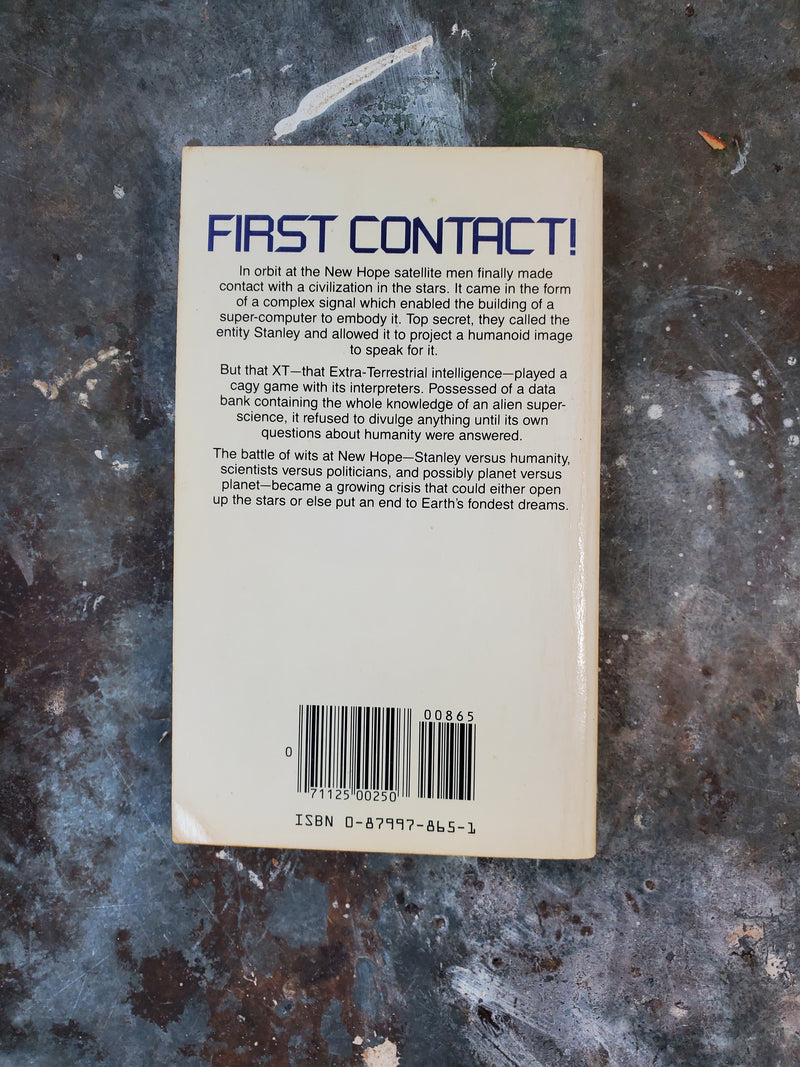 FIRST CONTACT!
In orbit at the New Hope satellite men finally made
contact with a civilization in the stars. It came in the form
of a complex signal which enabled the building of a
super-computer to embody it. Top secret, they called the
entity Stanley and allowed it to project a humanoid image
to speak for it.
But that XT—that Extra-Terrestrial intelligence—played a
cagy game with its interpreters. Possessed of a data
bank containing the whole knowledge of an alien super-
science, it refused to divulge anything until its own
questions about humanity were answered.
The battle of wits at New Hope—Stanley versus humanity,
scientists versus politicians, and possibly planet versus
planet—became a growing crisis that could either open
up the stars or else put an end to Earth's fondest dreams.
00865
0
71125 00250
ISBN 0-87997-865-1